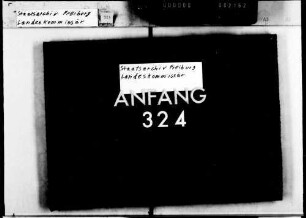 Staatsarchiv Freiburg
Landeskommissär
Staatsarchiv Freiburg
Landeskommissär
ANFANG
324